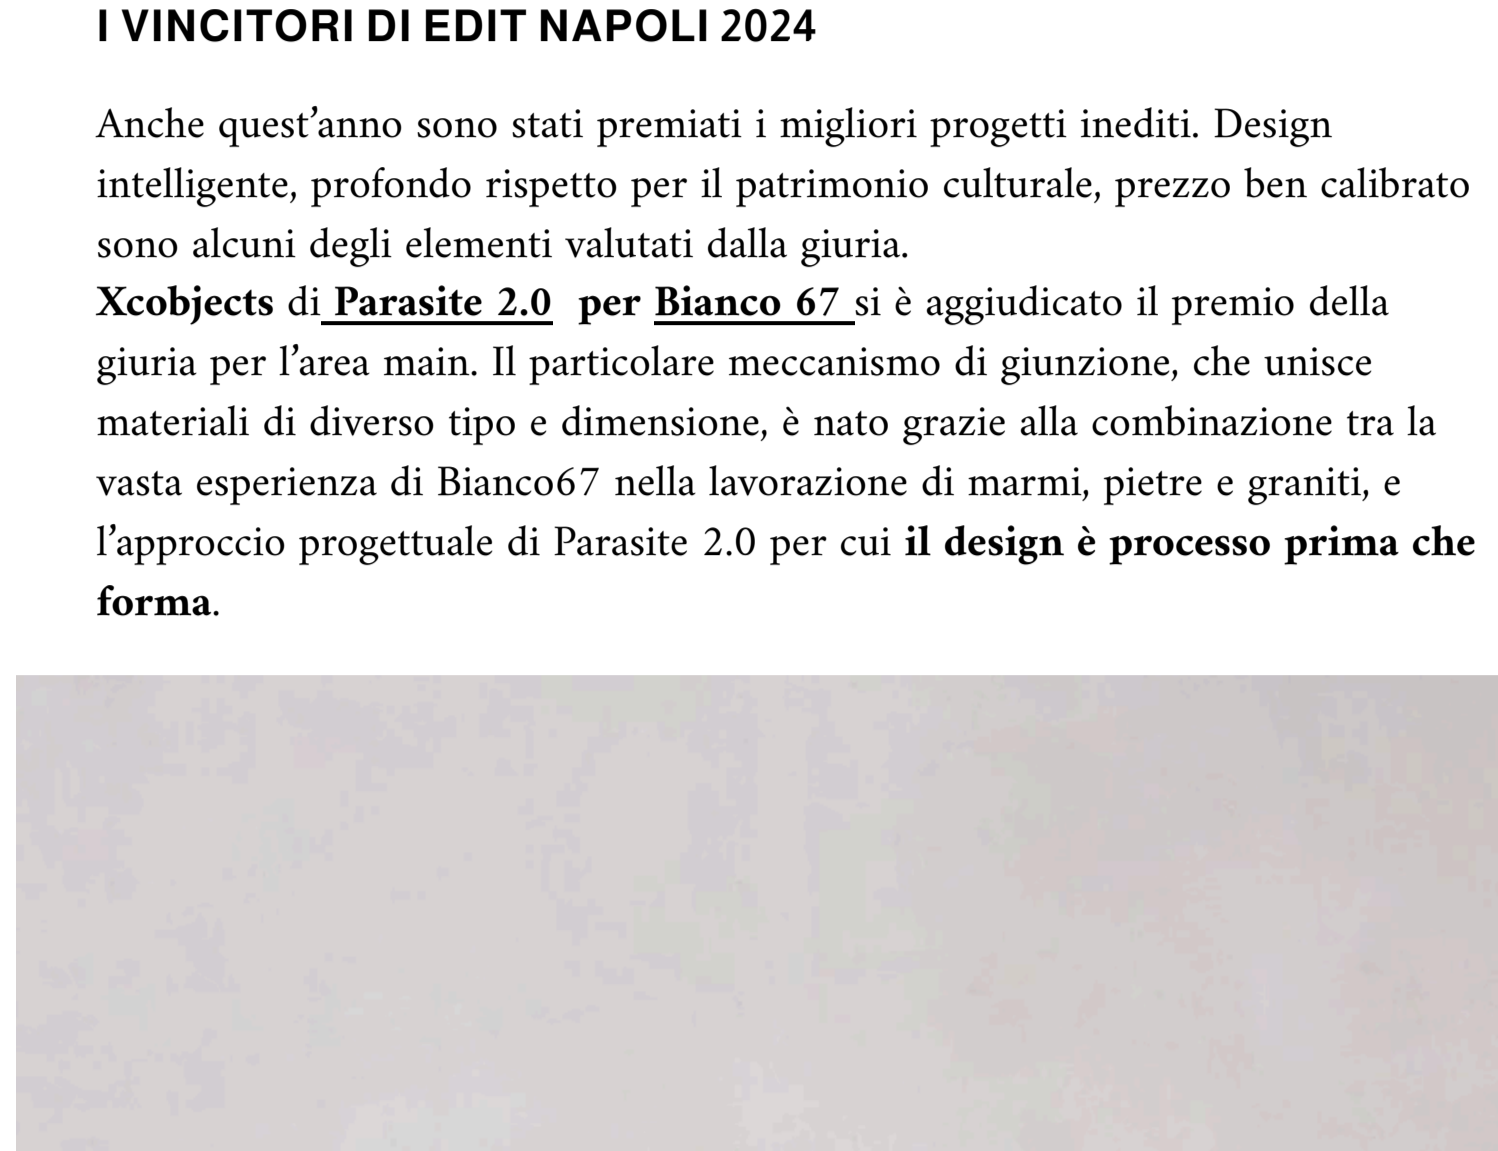 I VINCITORI DI EDIT NAPOLI 2024
Anche quest’anno sono stati premiati i migliori progetti inediti. Design
intelligente, profondo rispetto per il patrimonio culturale, prezzo ben calibrato
sono alcuni degli elementi valutati dalla giuria.
Xcobjects di Parasite 2.0  per Bianco 67 si è aggiudicato il premio della
giuria per l’area main. Il particolare meccanismo di giunzione, che unisce
materiali di diverso tipo e dimensione, è nato grazie alla combinazione tra la
vasta esperienza di Bianco67 nella lavorazione di marmi, pietre e graniti, e
l’approccio progettuale di Parasite 2.0 per cui il design è processo prima che
forma.